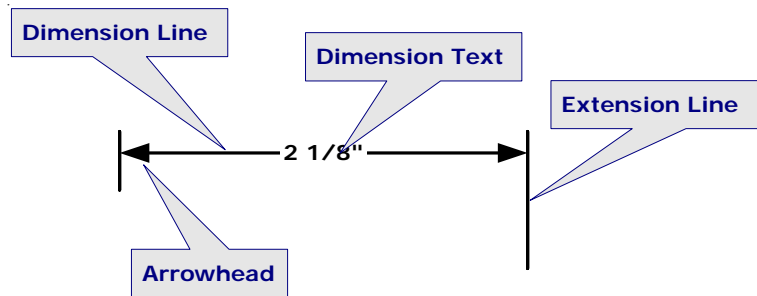 Dimension Line
Dimension Text
Extension Line
2 1/8"
Arrowhead